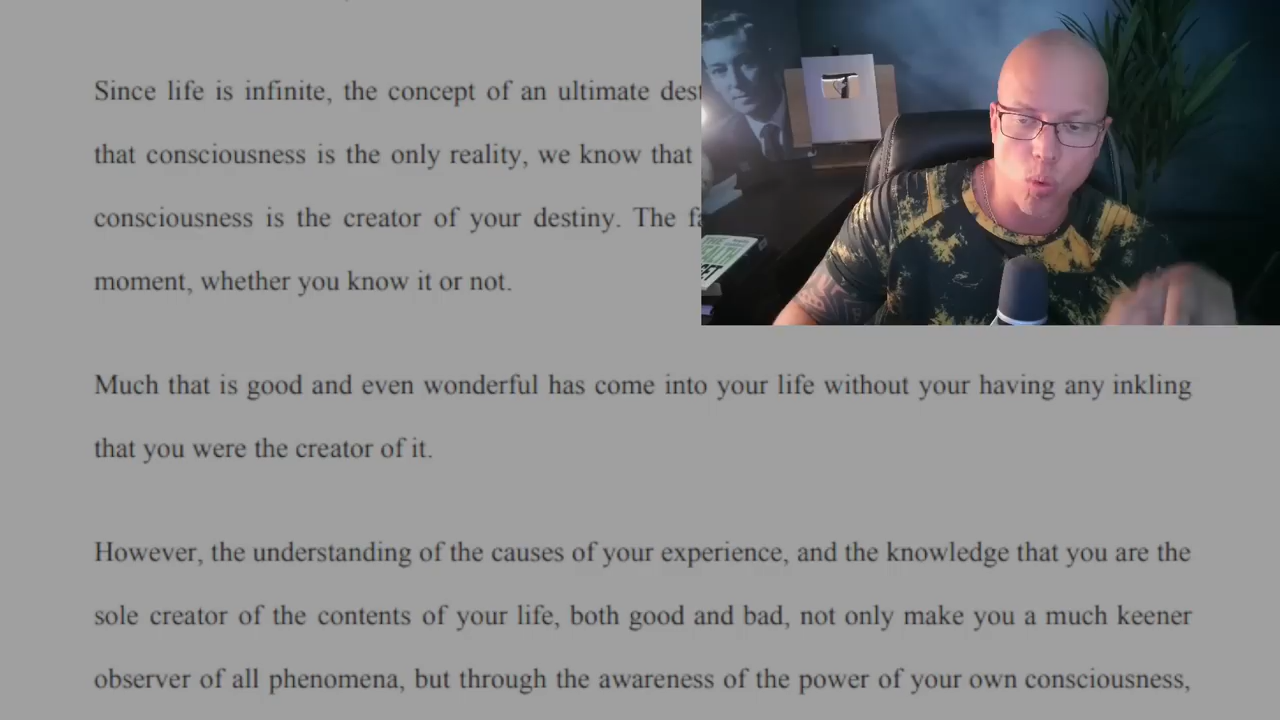 Since life is infinite, the concept of an ultimate
that consciousness is the only reality, we know that
consciousness is the creator of your destiny. The
moment, whether you know it or not.
Much that is good and even wonderful has come into your life without your having any inkling
that you were the creator of it.
However, the understanding of the causes of your experience, and the knowledge that you are the
sole creator of the contents of your life, both good and bad, not only make you a much keener
observer of all phenomena, but through the awareness of the power of your own consciousness,